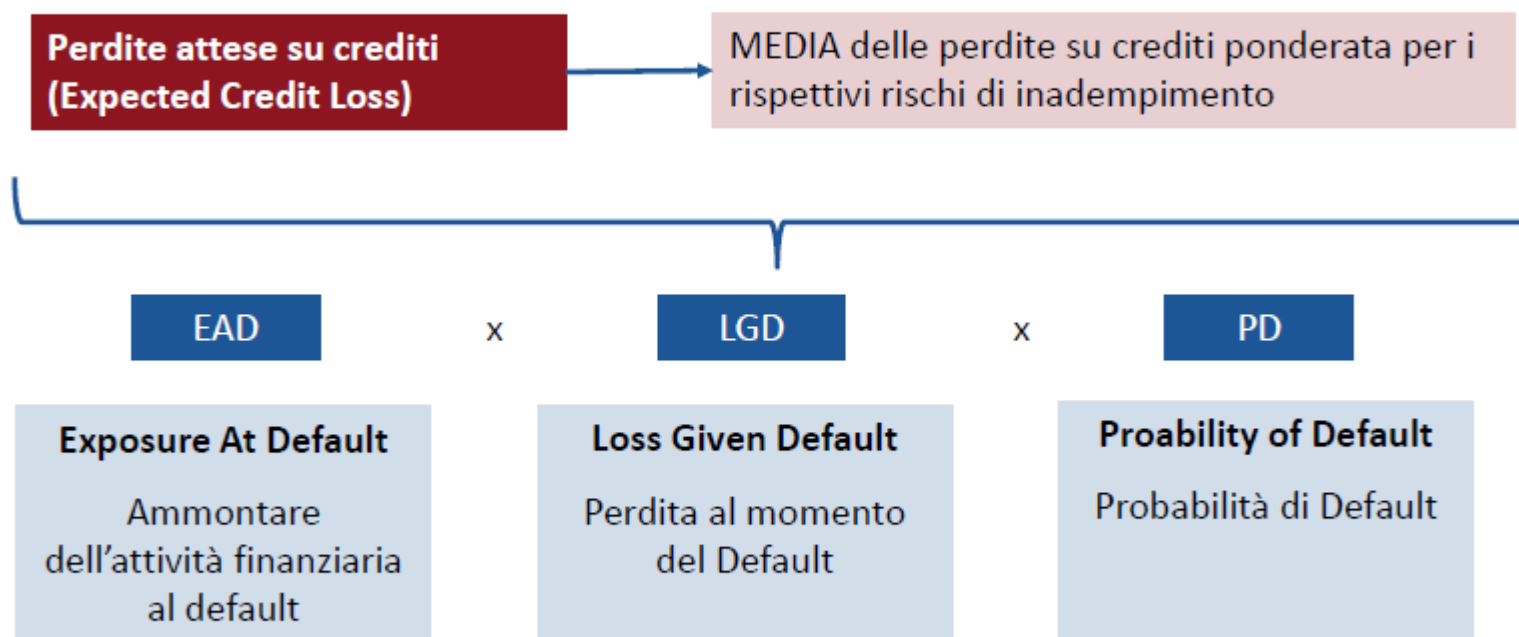 Perdite attese su crediti
(Expected Credit Loss)
MEDIA delle perdite su crediti ponderata per i
rispettivi rischi di inadempimento
EAD
x
LGD
x
PD
Exposure At Default
Ammontare
dell'attività finanziaria
al default
Loss Given Default
Perdita al momento
del Default
Proability of Default
Probabilità di Default